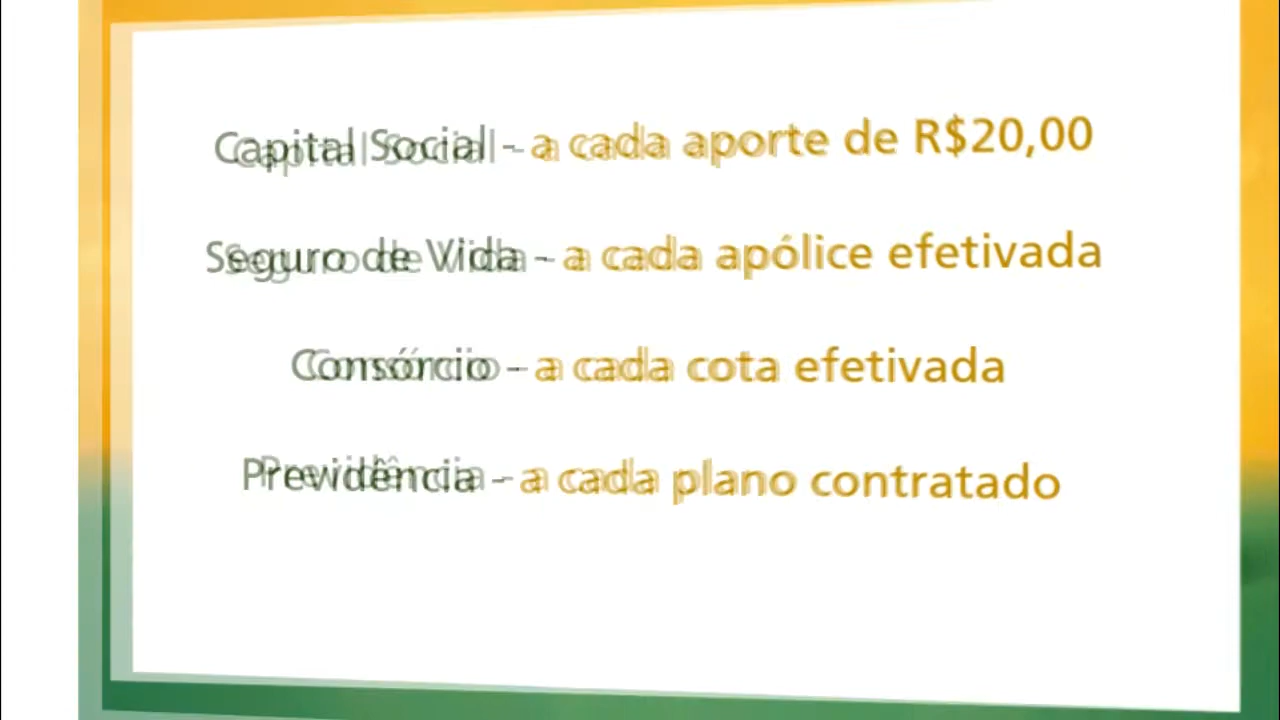 Capital Social - a cada aporte de R$20,00
Seguro de Vida - a cada apólice efetivada
Consórcio - a cada cota efetivada
Previdência - a cada plano contratado